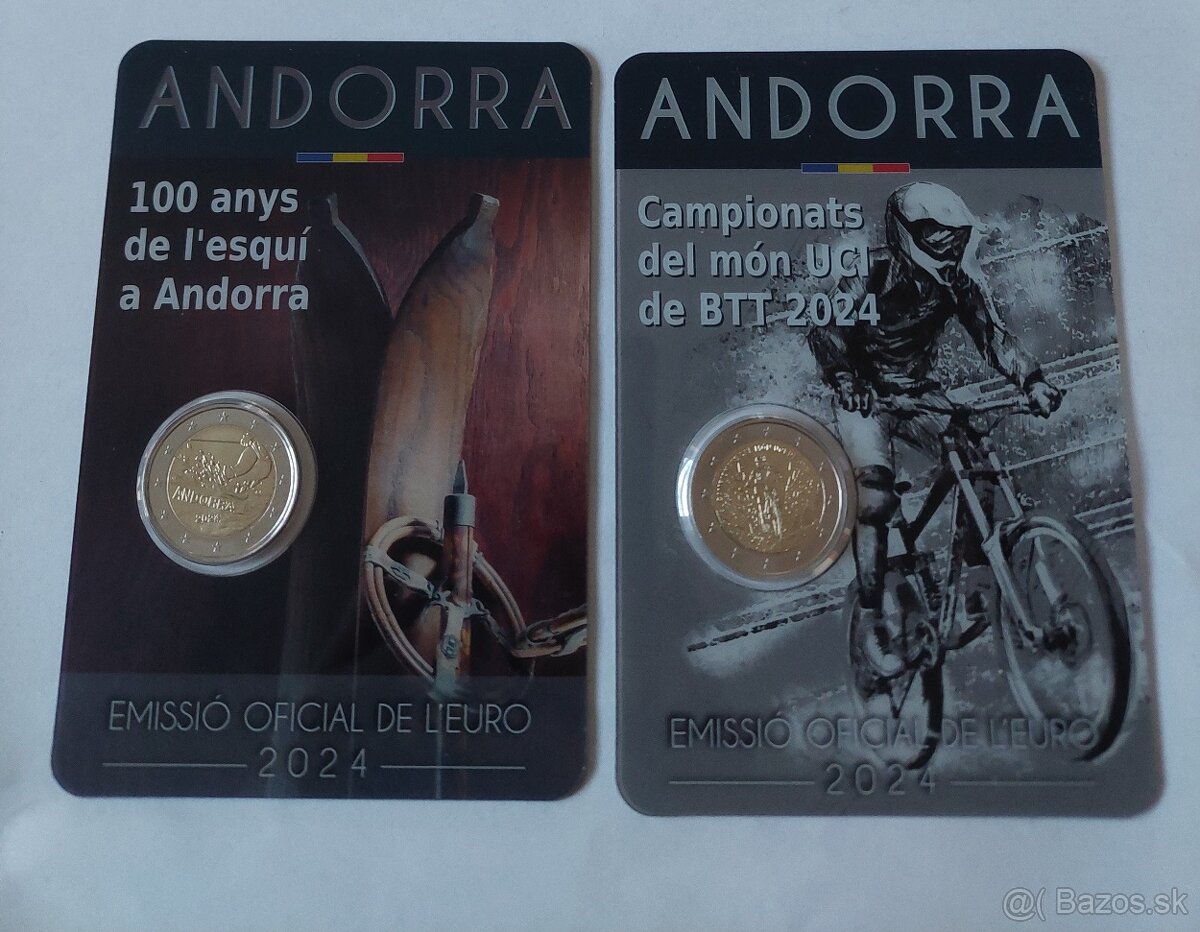 ANDORRA
100 anys
de l'esquí
a Andorra
ANDORRA
2024
EMISSIÓ OFICIAL DE L'EURO
2024
ANDORRA
Campionats
del món UCI
de BTT 2024
EMISSIÓ OFICIAL DE L'EURO
2024
@( Bazos.sk